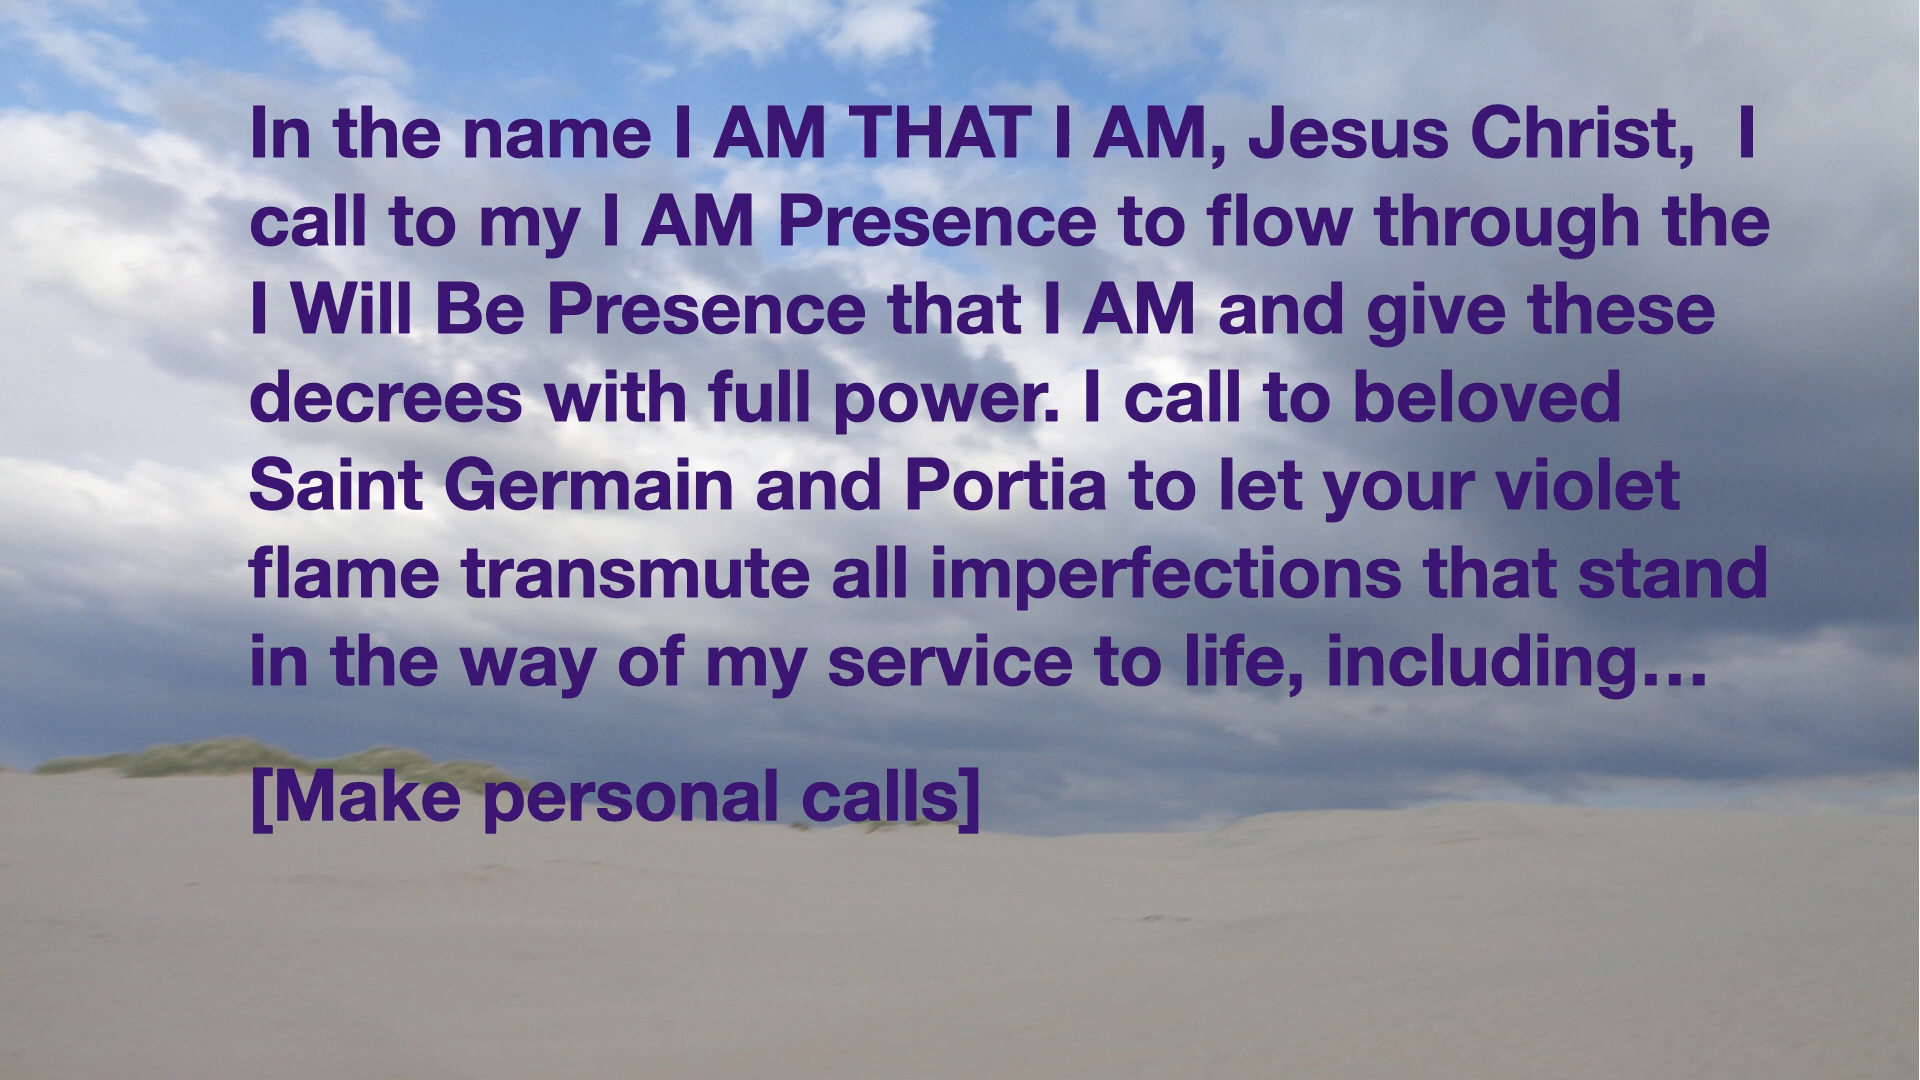 In the name I AM THAT I AM, Jesus Christ,  I
call to my I AM Presence to flow through the
I Will Be Presence that I AM and give these
decrees with full power. I call to beloved
Saint Germain and Portia to let your violet
flame transmute all imperfections that stand
in the way of my service to life, including…
[Make personal calls]